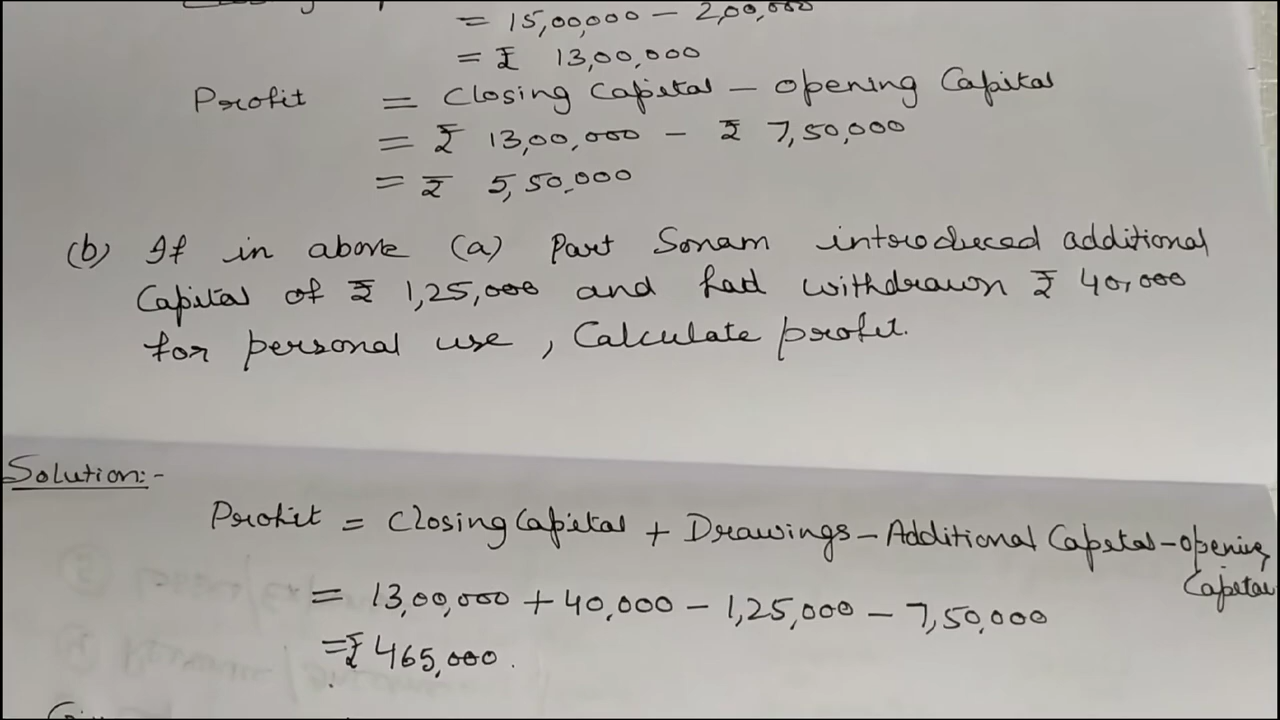 = 15,00,000 - 2,00,000
= ₹ 13,00,000
Profit = Closing Capital - opening Capital
= ₹ 13,00,000 - ₹ 7,50,000
= ₹ 5,50,000
(b) If in above (a) Part Sonam introduced additional
Capital of ₹ 1,25,000 and had withdrawn ₹ 40,000
for personal use, Calculate profit.
Solution:-
Profit = Closing Capital + Drawings - Additional Capital - opening
Capital
= 13,00,000 + 40,000 - 1,25,000 - 7,50,000
= ₹ 465,000.